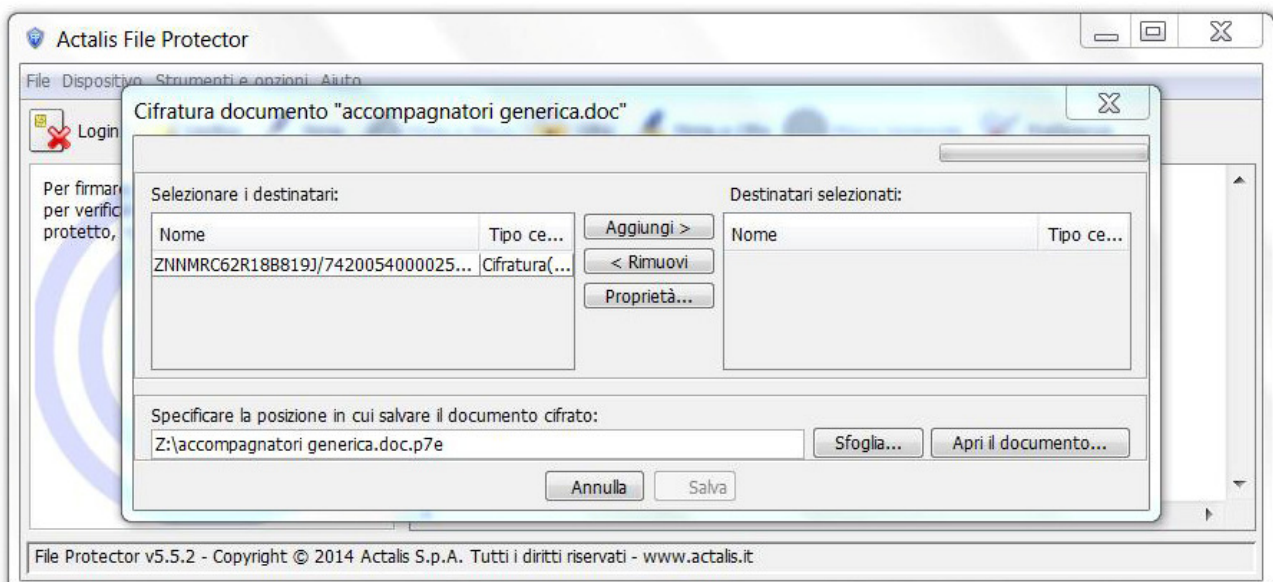 Actalis File Protector
File Dispositivo Strumenti e opzioni Aiuto
Cifratura documento "accompagnatori generica.doc"
Login
Per firmare
per verific
protetto,
Selezionare i destinatari:
Destinatari selezionati:
Nome Tipo ce...
Aggiungi >
Nome Tipo ce...
ZNNMRC62R18B819J/7420054000025... Cifratura(...
< Rimuovi
Proprietà...
Specificare la posizione in cui salvare il documento cifrato:
Z:\accompagnatori generica.doc.p7e
Sfoglia... Apri il documento...
Annulla Salva
File Protector v5.5.2 - Copyright © 2014 Actalis S.p.A. Tutti i diritti riservati - www.actalis.it